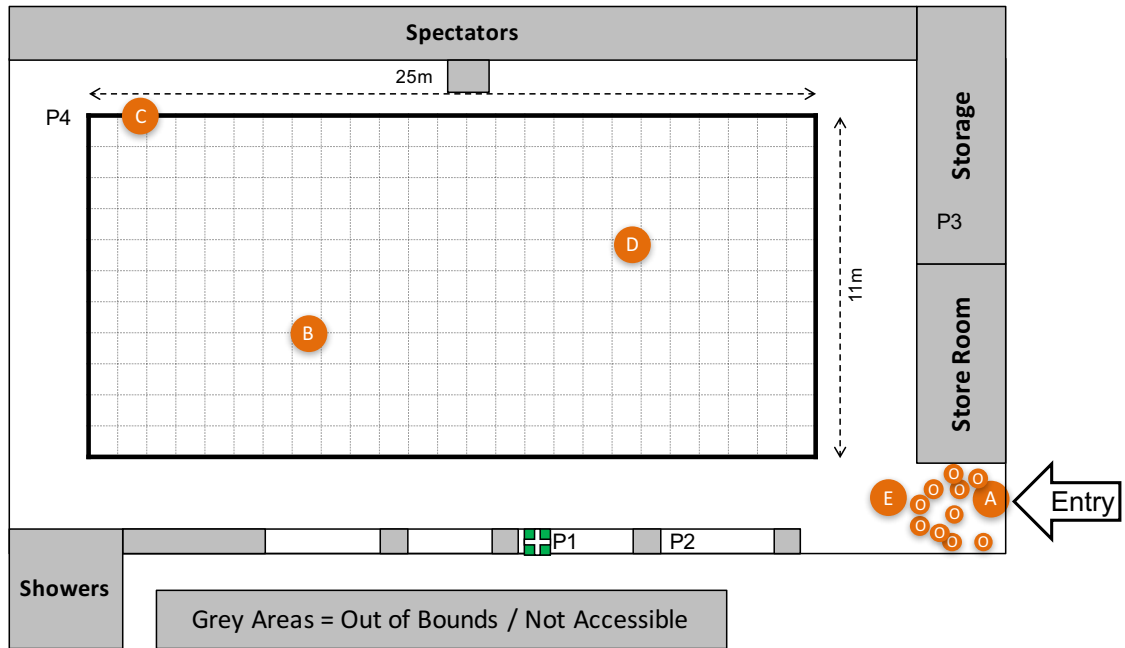 Spectators
25m
P4
C
Storage
P3
D
11m
B
Store Room
O
O
O
O
E
A
Entry
O
O
O
O
O
O
P1
P2
Showers
Grey Areas = Out of Bounds / Not Accessible